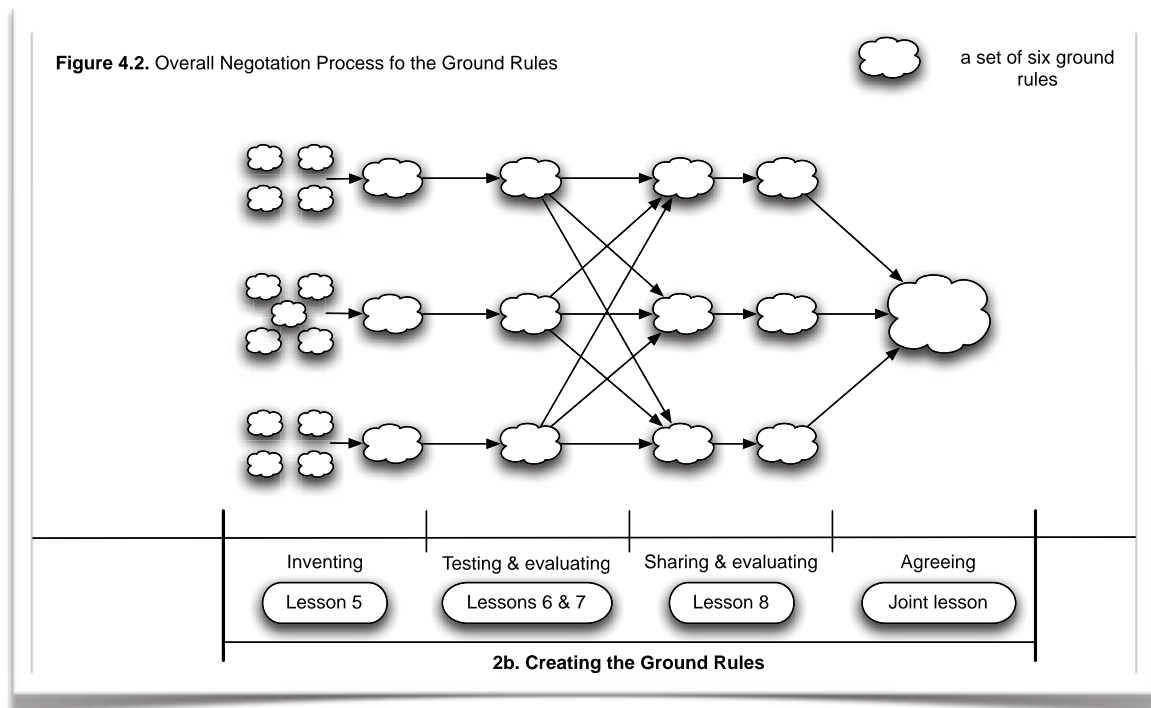 Figure 4.2. Overall Negotation Process fo the Ground Rules
a set of six ground
rules
Inventing
Testing & evaluating
Sharing & evaluating
Agreeing
Lesson 5
Lessons 6 & 7
Lesson 8
Joint lesson
2b. Creating the Ground Rules